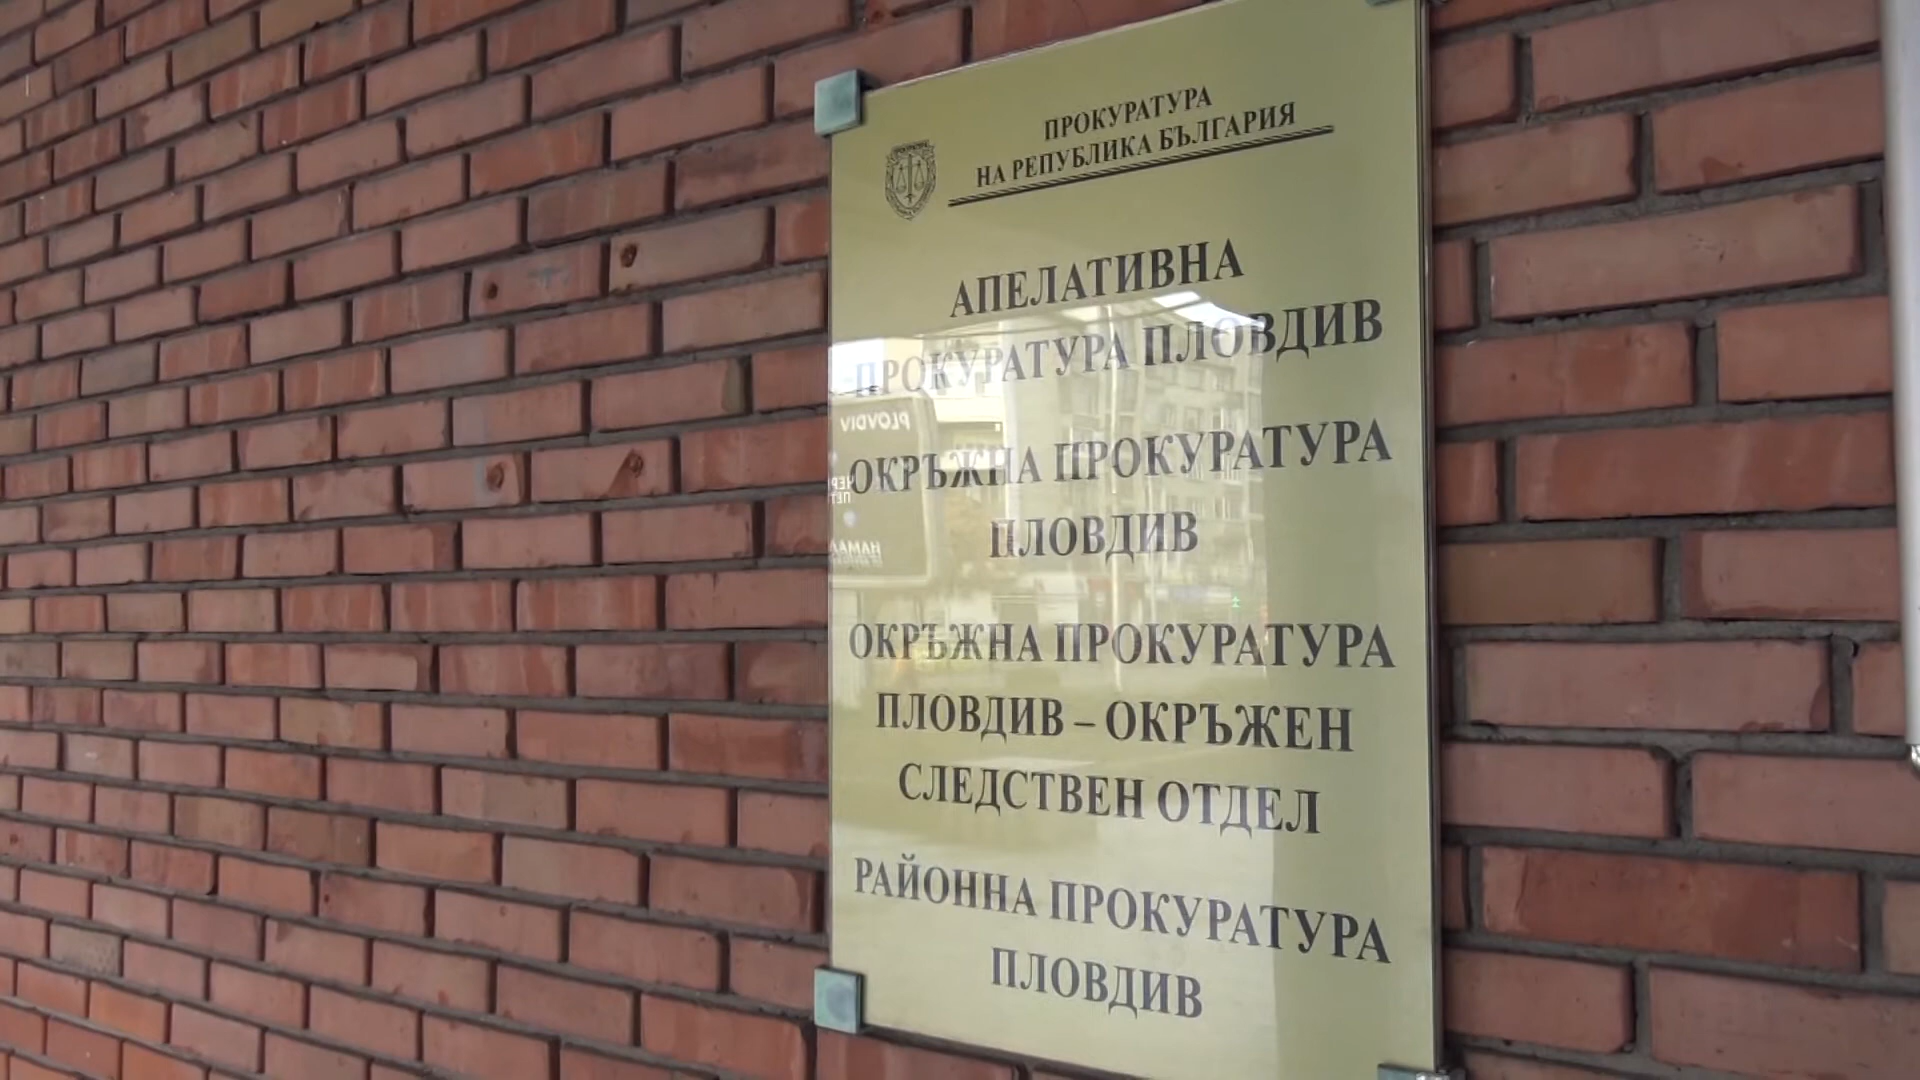 ПРОКУРАТУРА
НА РЕПУБЛИКА БЪЛГАРИЯ
АПЕЛАТИВНА
ПРОКУРАТУРА ПЛОВДИВ
ОКРЪЖНА ПРОКУРАТУРА
ПЛОВДИВ
ОКРЪЖНА ПРОКУРАТУРА
ПЛОВДИВ – ОКРЪЖЕН
СЛЕДСТВЕН ОТДЕЛ
РАЙОННА ПРОКУРАТУРА
ПЛОВДИВ
PLOVDIV